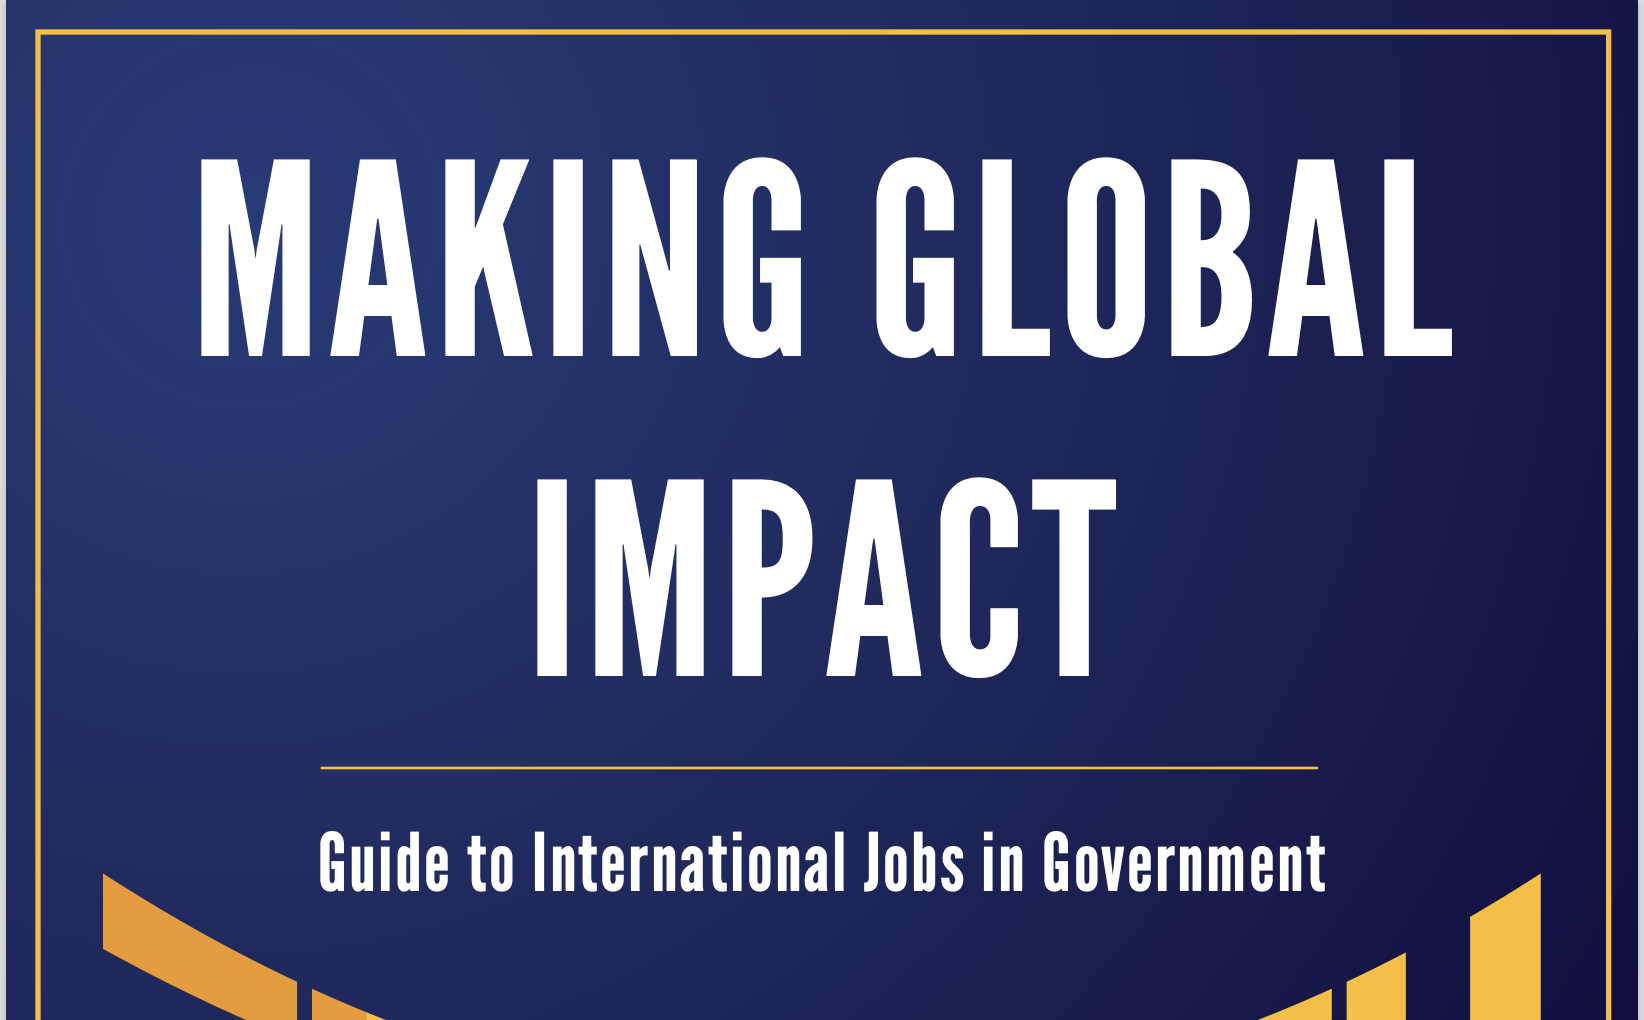 MAKING GLOBAL
IMPACT
Guide to International Jobs in Government